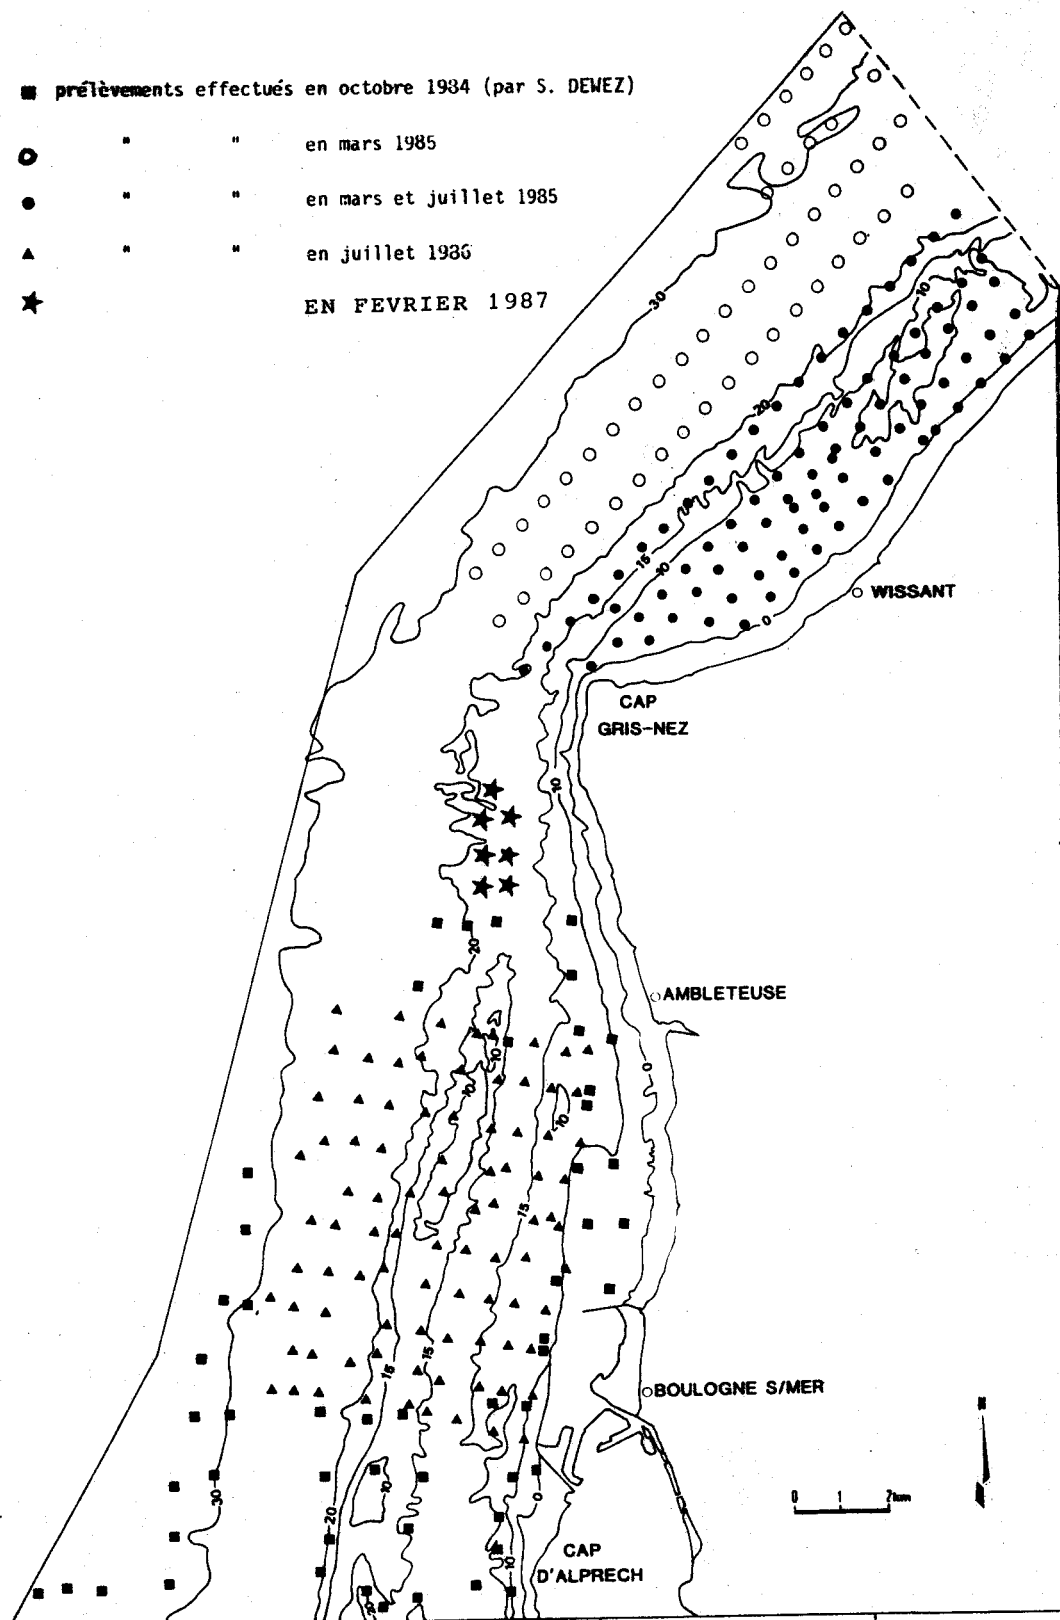 prélèvements effectués en octobre 1984 (par S. DEWEZ)
" " en mars 1985
" " en mars et juillet 1985
" " en juillet 1986
EN FEVRIER 1987
30
10
20
15
10
WISSANT
0
CAP
GRIS-NEZ
10
20
AMBLETEUSE
10
0
10
10
15
15
15
BOULOGNE S/MER
30
10
0
20
0 1 2km
10
CAP
D'ALPRECH
20